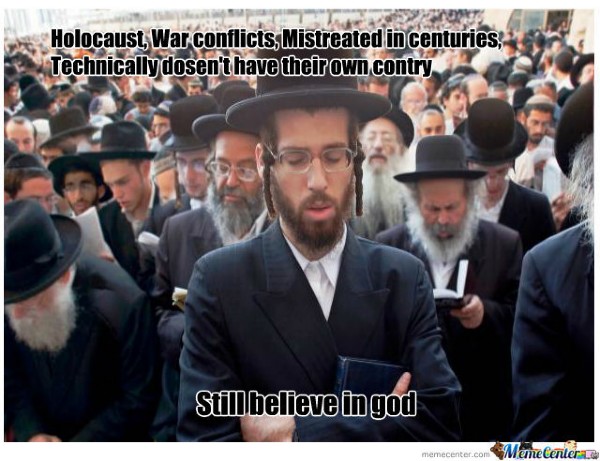 Holocaust, War conflicts, Mistreated in centuries,
Technically dosen't have their own contry
Still believe in god
memecenter.com
MemeCenter